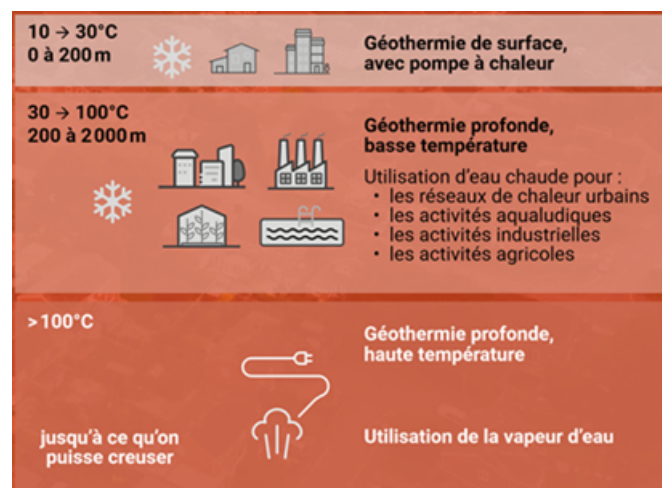 10 → 30°C
0 à 200 m
Géothermie de surface,
avec pompe à chaleur
30 → 100°C
200 à 2 000 m
Géothermie profonde,
basse température
Utilisation d'eau chaude pour :
• les réseaux de chaleur urbains
• les activités aqualudiques
• les activités industrielles
• les activités agricoles
> 100°C
Géothermie profonde,
haute température
jusqu'à ce qu'on
puisse creuser
Utilisation de la vapeur d'eau